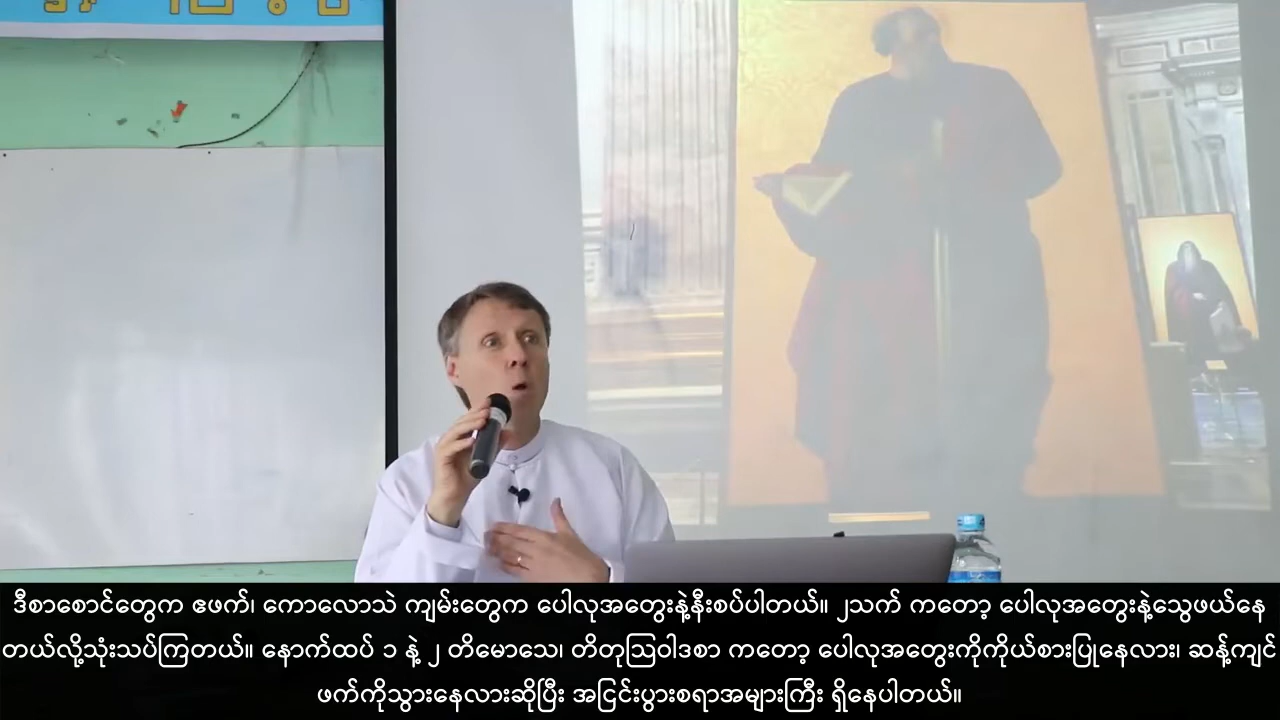 ဒီစာစောင်တွေက ဧဖက်၊ ကောလောသဲ ကျမ်းတွေက ပေါလုအတွေးနဲ့နီးစပ်ပါတယ်။ ၂သက် ကတော့ ပေါလုအတွေးနဲ့သွေဖယ်နေ
တယ်လို့သုံးသပ်ကြတယ်။ နောက်ထပ် ၁ နဲ့ ၂ တိမောသေ၊ တိတုဩဝါဒစာ ကတော့ ပေါလုအတွေးကိုကိုယ်စားပြုနေလား၊ ဆန့်ကျင်
ဖက်ကိုသွားနေလားဆိုပြီး အငြင်းပွားစရာအများကြီး ရှိနေပါတယ်။